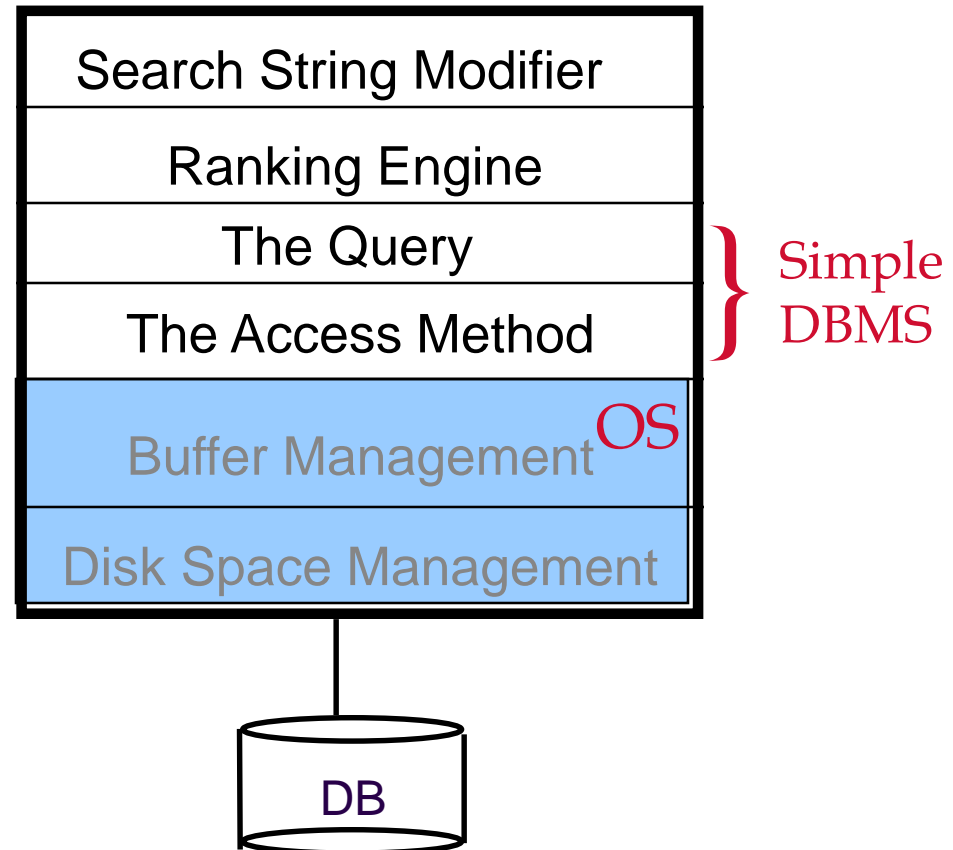 Search String Modifier
Ranking Engine
The Query
The Access Method
Simple
DBMS
OS
Buffer Management
Disk Space Management
DB